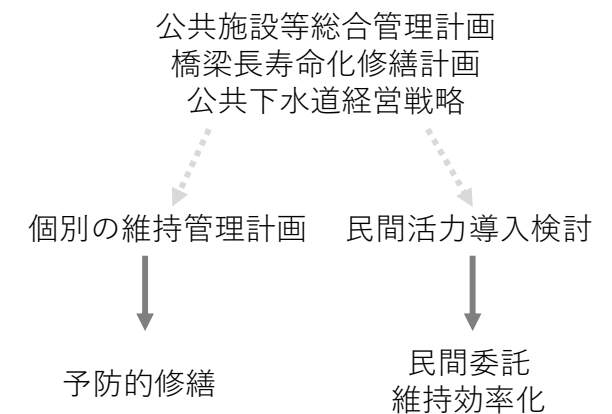 公共施設等総合管理計画
橋梁長寿命化修繕計画
公共下水道経営戦略
個別の維持管理計画
民間活力導入検討
予防的修繕
民間委託
維持効率化